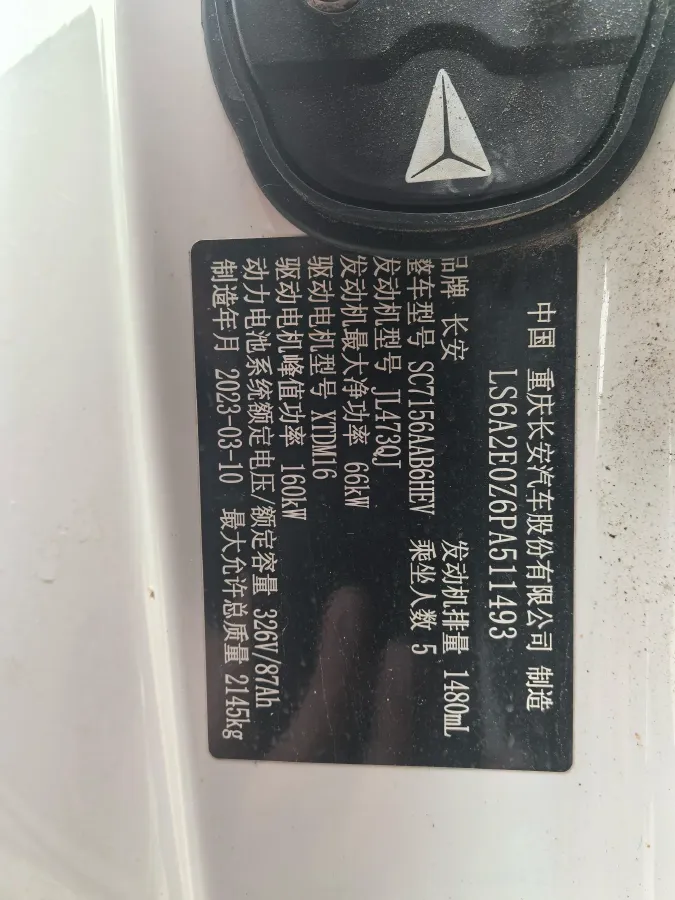 中国 重庆长安汽车股份有限公司 制造
LS6A2E0Z6PA511493
品牌 长安 发动机排量 1480mL
整车型号 SC7156AAB6HEV 乘坐人数 5
发动机型号 JL473QJ
发动机最大净功率 66kW
驱动电机型号 XTDM16
驱动电机峰值功率 160kW
动力电池系统额定电压/额定容量 326V/87Ah
制造年月 2023-03-10 最大允许总质量 2145kg